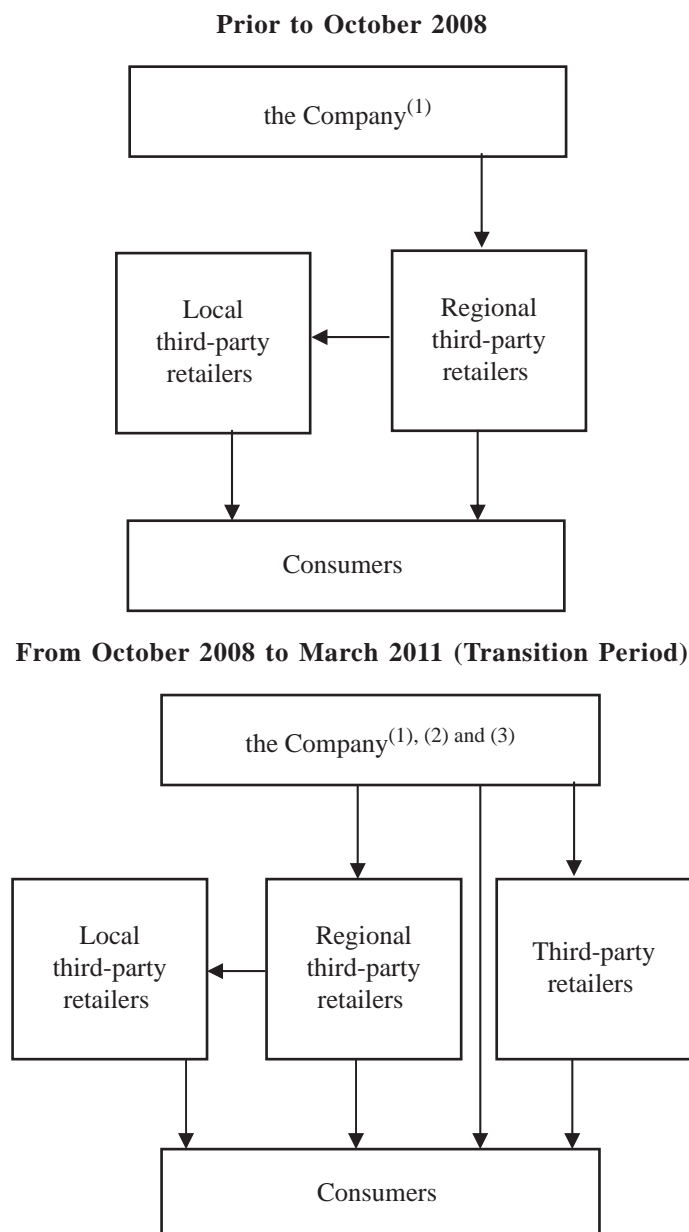 Prior to October 2008
the Company(1)
Local
third-party
retailers
Regional
third-party
retailers
Consumers
From October 2008 to March 2011 (Transition Period)
the Company(1), (2) and (3)
Local
third-party
retailers
Regional
third-party
retailers
Third-party
retailers
Consumers